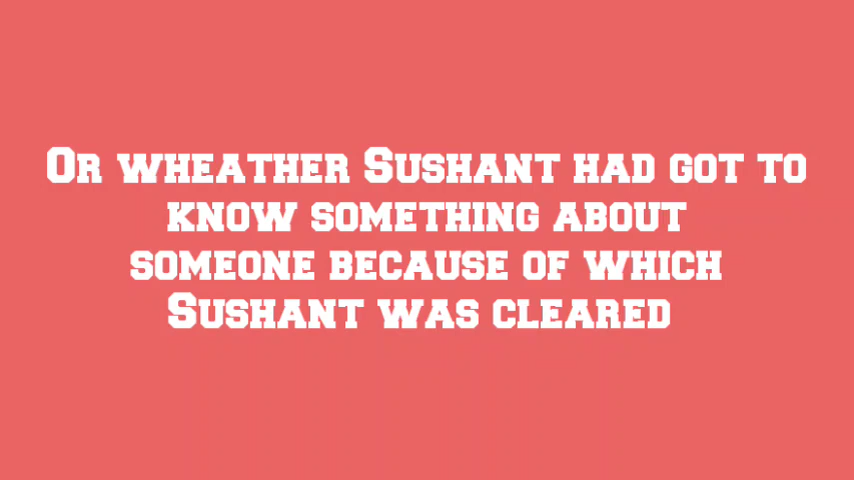 Or wheather Sushant had got to
know something about
someone because of which
Sushant was cleared